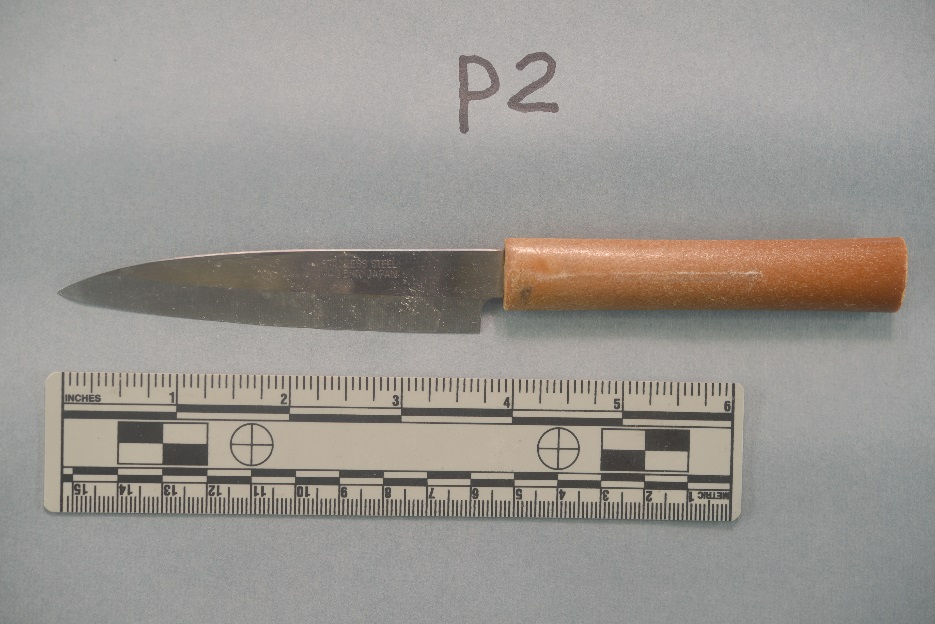 P2
STAINLESS STEEL
JAPAN
INCHES 1 2 3 4 5 6
15 14 13 12 11 10 9 8 7 6 5 4 3 2 1 METRIC